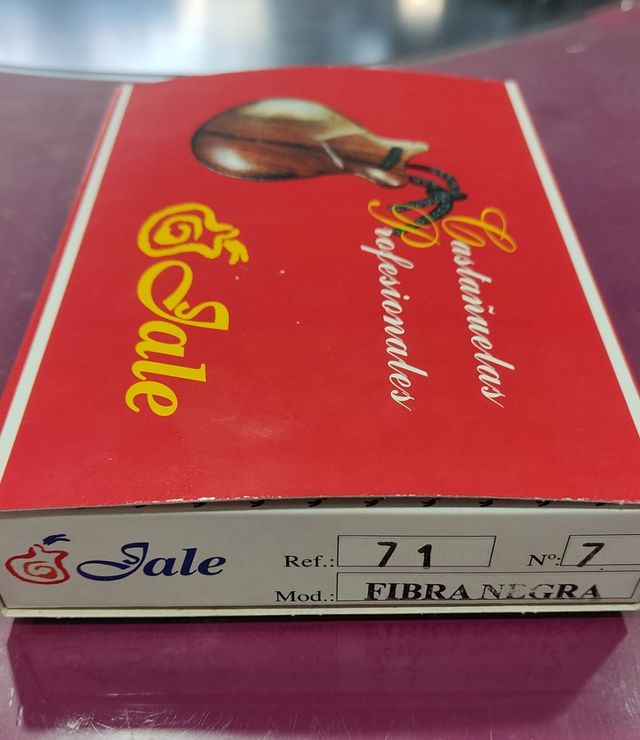 Castañuelas
Profesionales
Jale
Jale
Ref.: 71 Nº: 7
Mod.: FIBRA NEGRA